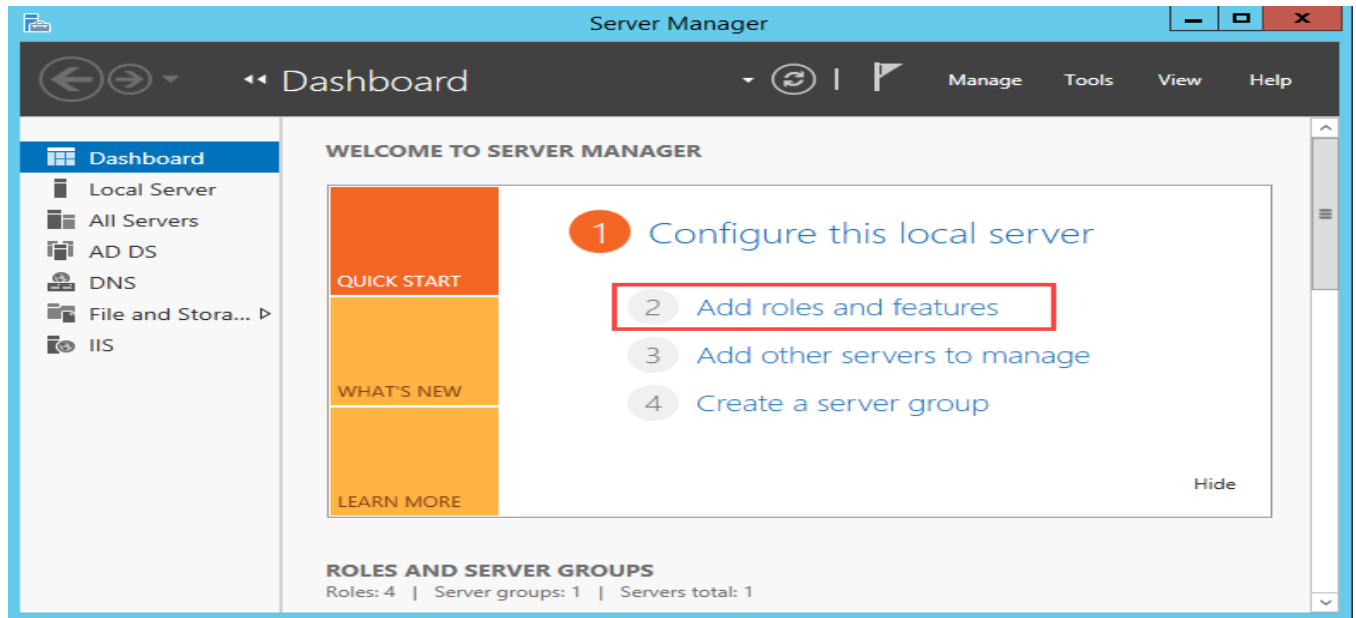 Server Manager
Dashboard
Manage Tools View Help
Dashboard
Local Server
All Servers
AD DS
DNS
File and Stora...
IIS
WELCOME TO SERVER MANAGER
QUICK START
WHAT'S NEW
LEARN MORE
1 Configure this local server
2 Add roles and features
3 Add other servers to manage
4 Create a server group
Hide
ROLES AND SERVER GROUPS
Roles: 4 | Server groups: 1 | Servers total: 1